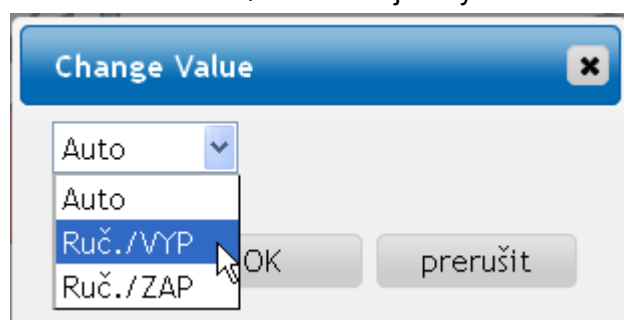 Change Value
Auto
Auto
Ruč./VYP
OK prerušit
Ruč./ZAP